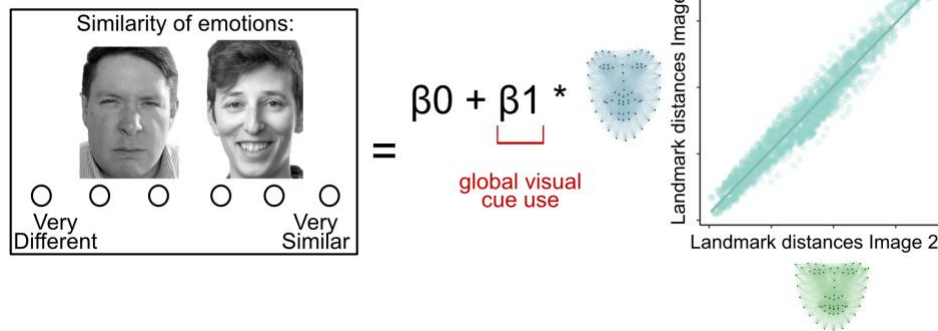 Similarity of emotions:
Very
Different
Very
Similar
=
β0 + β1 *
global visual
cue use
Landmark distances Image
Landmark distances Image 2